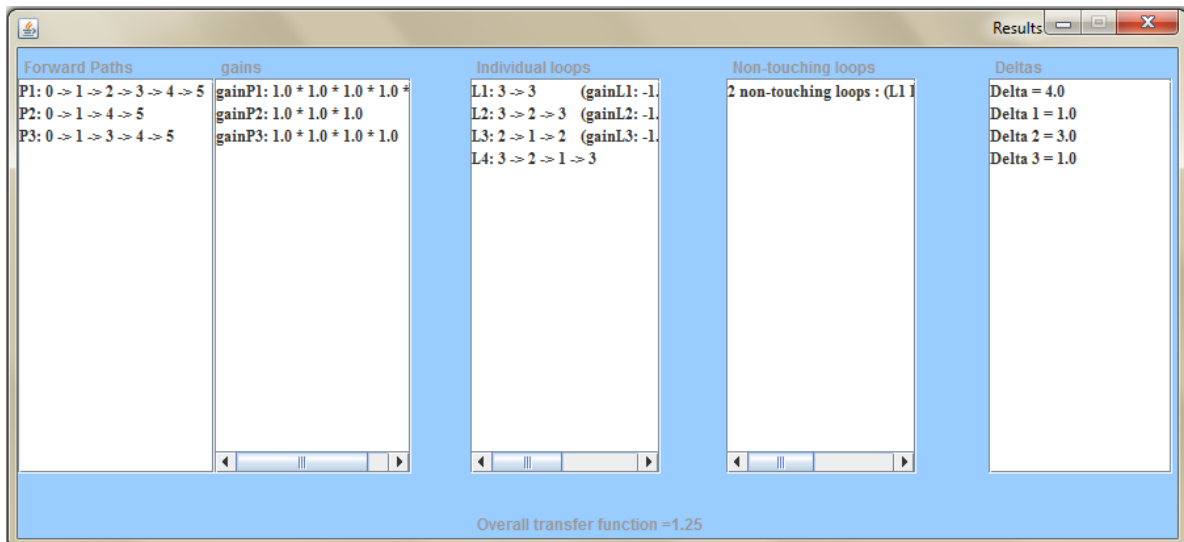 Results
Forward Paths
P1: 0 -> 1 -> 2 -> 3 -> 4 -> 5
P2: 0 -> 1 -> 4 -> 5
P3: 0 -> 1 -> 3 -> 4 -> 5
gains
gainP1: 1.0 * 1.0 * 1.0 * 1.0 *
gainP2: 1.0 * 1.0 * 1.0
gainP3: 1.0 * 1.0 * 1.0 * 1.0
Individual loops
L1: 3 -> 3 (gainL1: -1.
L2: 3 -> 2 -> 3 (gainL2: -1.
L3: 2 -> 1 -> 2 (gainL3: -1.
L4: 3 -> 2 -> 1 -> 3
Non-touching loops
2 non-touching loops : (L1
Deltas
Delta = 4.0
Delta 1 = 1.0
Delta 2 = 3.0
Delta 3 = 1.0
Overall transfer function =1.25